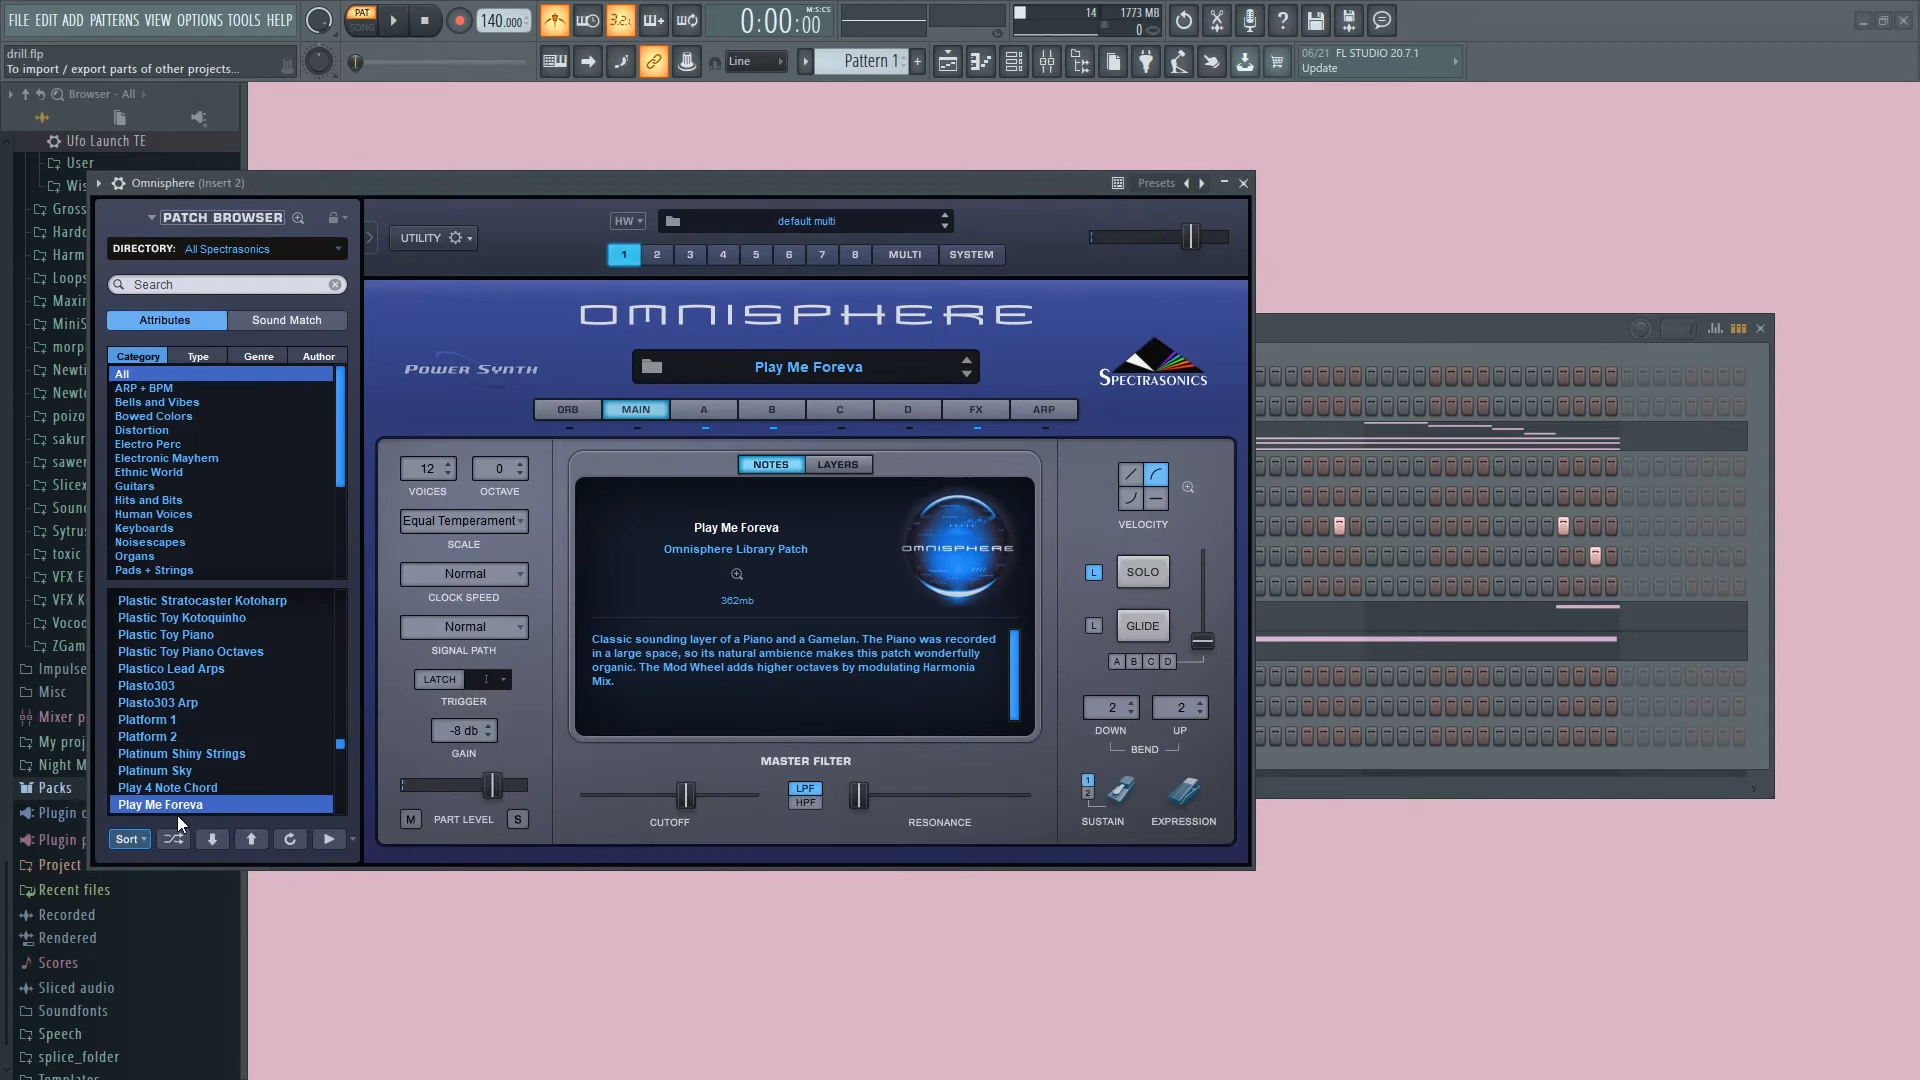 FILE EDIT ADD PATTERNS VIEW OPTIONS TOOLS HELP
PAT
SONG
140.000
3.2.
0:00:00
M:S:CS
14
1773 MB
0
drill.flp
To import / export parts of other projects...
Line
Pattern 1
06/21 FL STUDIO 20.7.1
Update
Browser - All
Ufo Launch TE
User
Wis
Gross
Hardc
Harm
Loops
Maxin
MiniS
morp
Newti
Newto
poizo
sakur
sawer
Slicex
Soun
Sytrus
toxic
VFX E
VFX K
Vocoo
ZGam
Impulse
Misc
Mixer p
My proj
Night M
Packs
Plugin d
Plugin p
Project
Recent files
Recorded
Rendered
Scores
Sliced audio
Soundfonts
Speech
splice_folder
Templates
Omnisphere (Insert 2)
Presets
PATCH BROWSER
DIRECTORY: All Spectrasonics
Search
Attributes
Sound Match
Category
Type
Genre
Author
All
ARP + BPM
Bells and Vibes
Bowed Colors
Distortion
Electro Perc
Electronic Mayhem
Ethnic World
Guitars
Hits and Bits
Human Voices
Keyboards
Noisescapes
Organs
Pads + Strings
Plastic Stratocaster Kotoharp
Plastic Toy Kotoquinho
Plastic Toy Piano
Plastic Toy Piano Octaves
Plastico Lead Arps
Plasto303
Plasto303 Arp
Platform 1
Platform 2
Platinum Shiny Strings
Platinum Sky
Play 4 Note Chord
Play Me Foreva
Sort
UTILITY
HW
default multi
1 2 3 4 5 6 7 8 MULTI SYSTEM
OMNISPHERE
POWER SYNTH
Play Me Foreva
SPECTRASONICS
ORB MAIN A B C D FX ARP
12
0
VOICES
OCTAVE
Equal Temperament
SCALE
Normal
CLOCK SPEED
Normal
SIGNAL PATH
LATCH
TRIGGER
-8 db
GAIN
M
PART LEVEL
S
NOTES
LAYERS
Play Me Foreva
Omnisphere Library Patch
362mb
OMNISPHERE
Classic sounding layer of a Piano and a Gamelan. The Piano was recorded
in a large space, so its natural ambience makes this patch wonderfully
organic. The Mod Wheel adds higher octaves by modulating Harmonia
Mix.
MASTER FILTER
LPF
HPF
CUTOFF
RESONANCE
VELOCITY
L
SOLO
L
GLIDE
A B C D
2
2
DOWN
UP
BEND
1
2
SUSTAIN
EXPRESSION